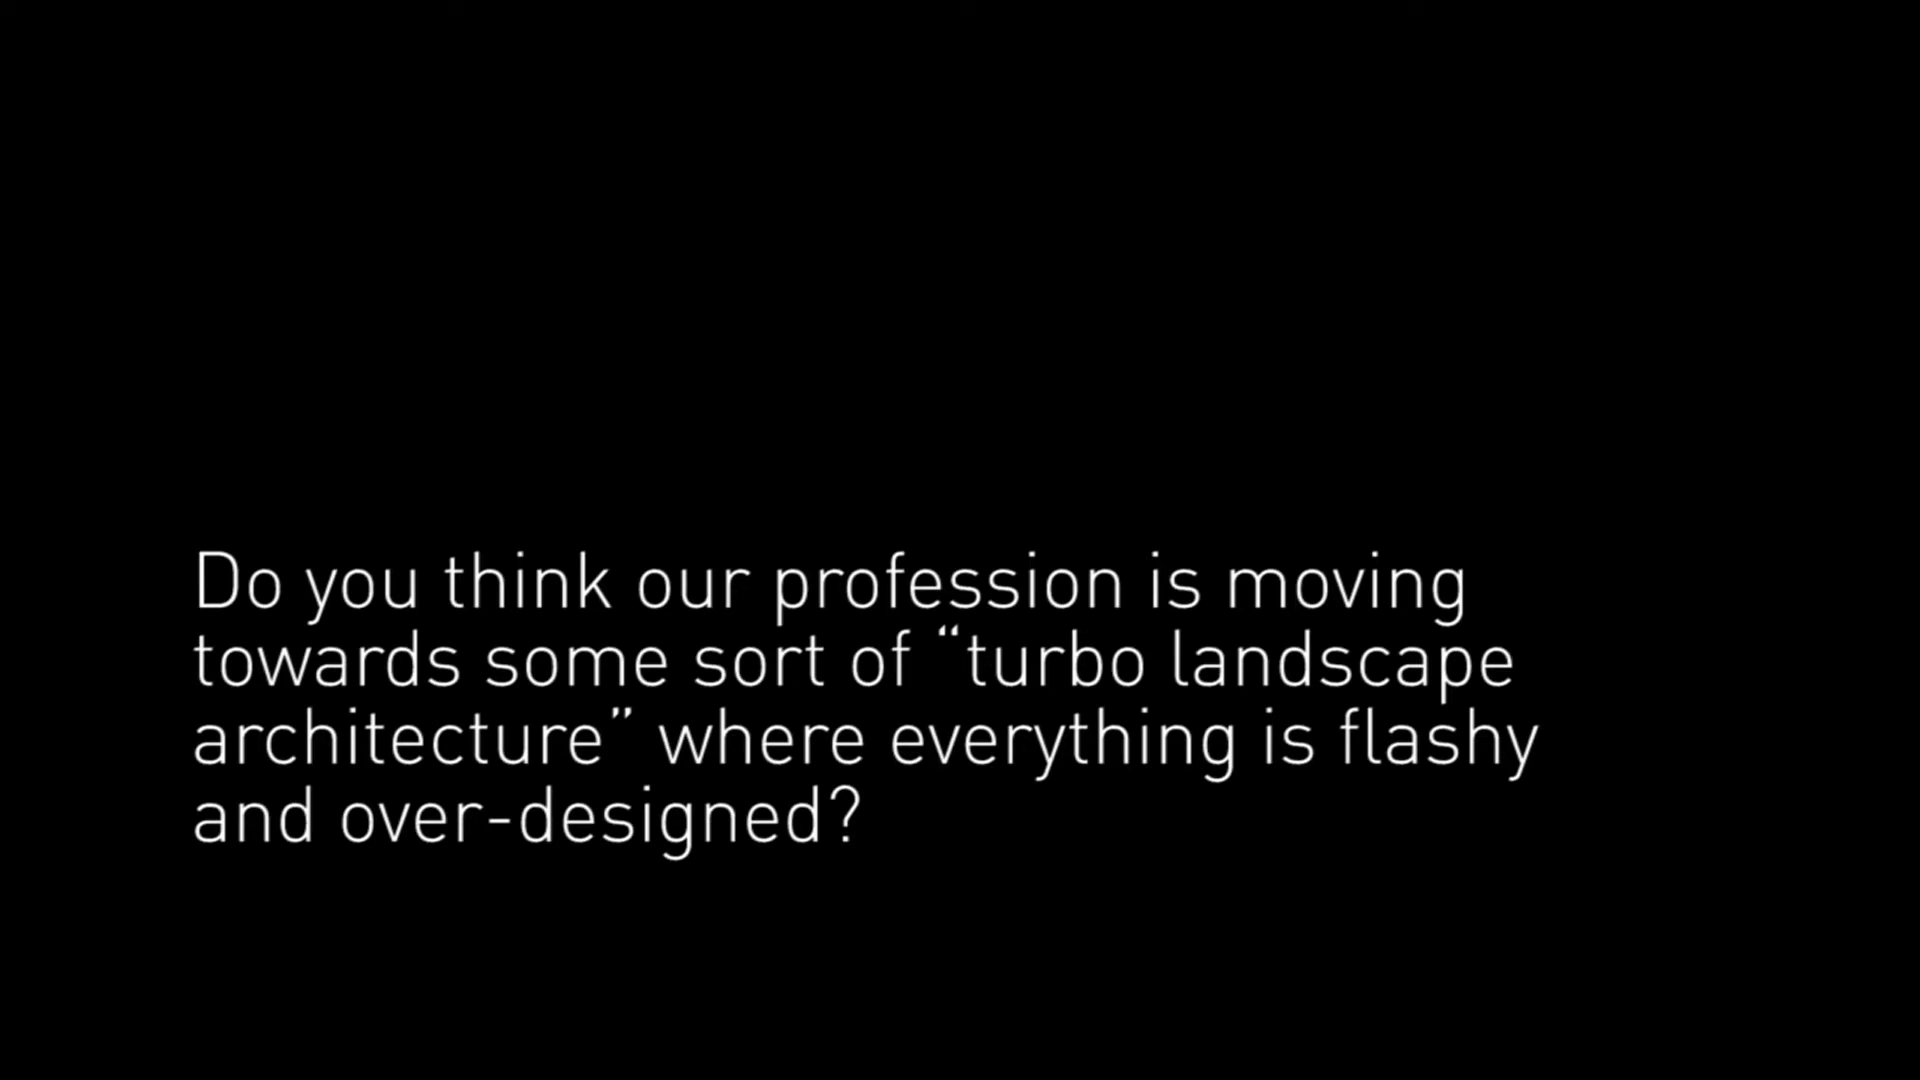 Do you think our profession is moving
towards some sort of “turbo landscape
architecture” where everything is flashy
and over-designed?